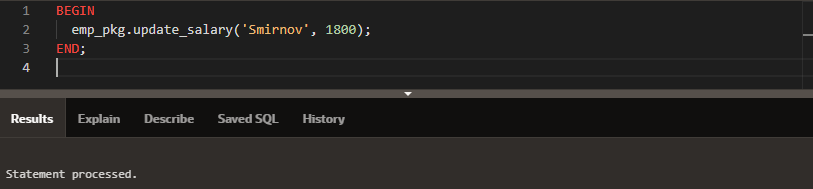 1 BEGIN
2 emp_pkg.update_salary('Smirnov', 1800);
3 END;
4
Results Explain Describe Saved SQL History
Statement processed.